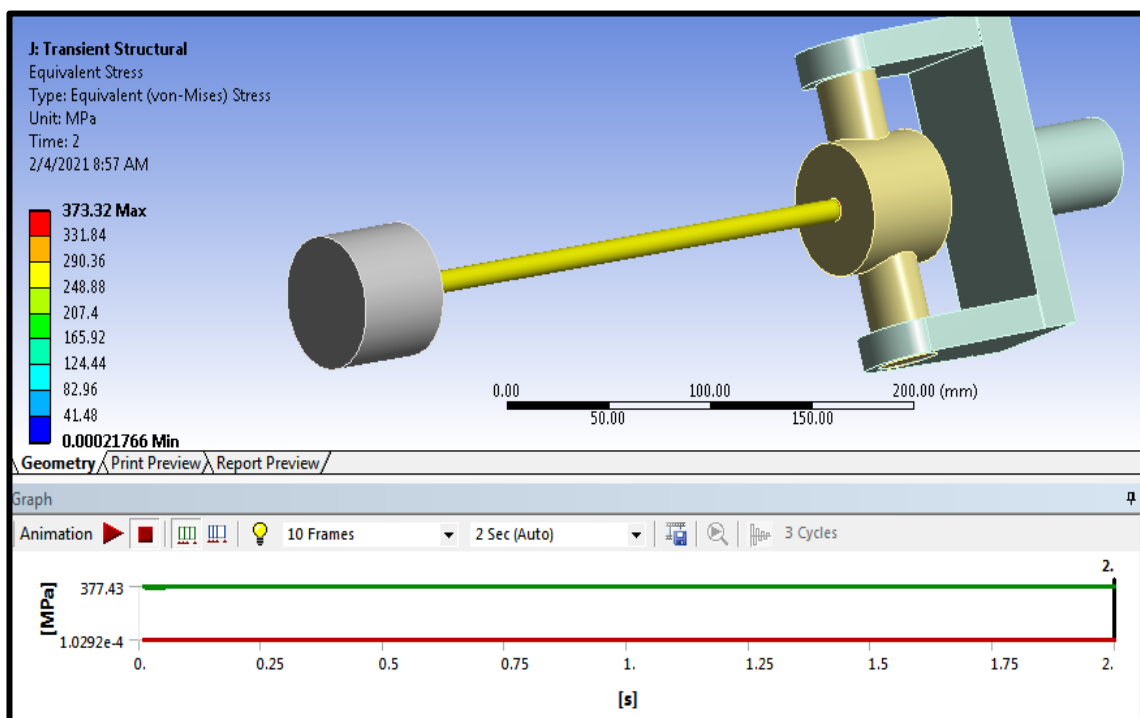 J: Transient Structural
Equivalent Stress
Type: Equivalent (von-Mises) Stress
Unit: MPa
Time: 2
2/4/2021 8:57 AM
373.32 Max
331.84
290.36
248.88
207.4
165.92
124.44
82.96
41.48
0.00021766 Min
0.00 100.00 200.00 (mm)
50.00 150.00
Geometry Print Preview Report Preview
Graph
Animation 10 Frames 2 Sec (Auto) 3 Cycles
2.
377.43
[MPa]
1.0292e-4
0. 0.25 0.5 0.75 1. 1.25 1.5 1.75 2.
[s]